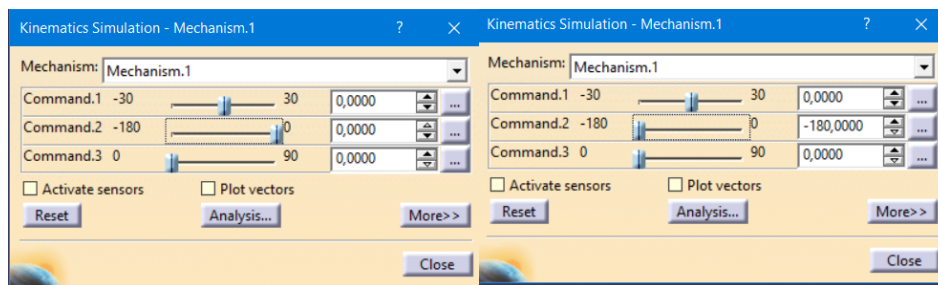 Kinematics Simulation - Mechanism.1 ? ×
Mechanism: Mechanism.1
Command.1 -30 30 0,0000 ...
Command.2 -180 0 0,0000 ...
Command.3 0 90 0,0000 ...
Activate sensors Plot vectors
Reset Analysis... More>>
Close
Kinematics Simulation - Mechanism.1 ? ×
Mechanism: Mechanism.1
Command.1 -30 30 0,0000 ...
Command.2 -180 0 -180,0000 ...
Command.3 0 90 0,0000 ...
Activate sensors Plot vectors
Reset Analysis... More>>
Close